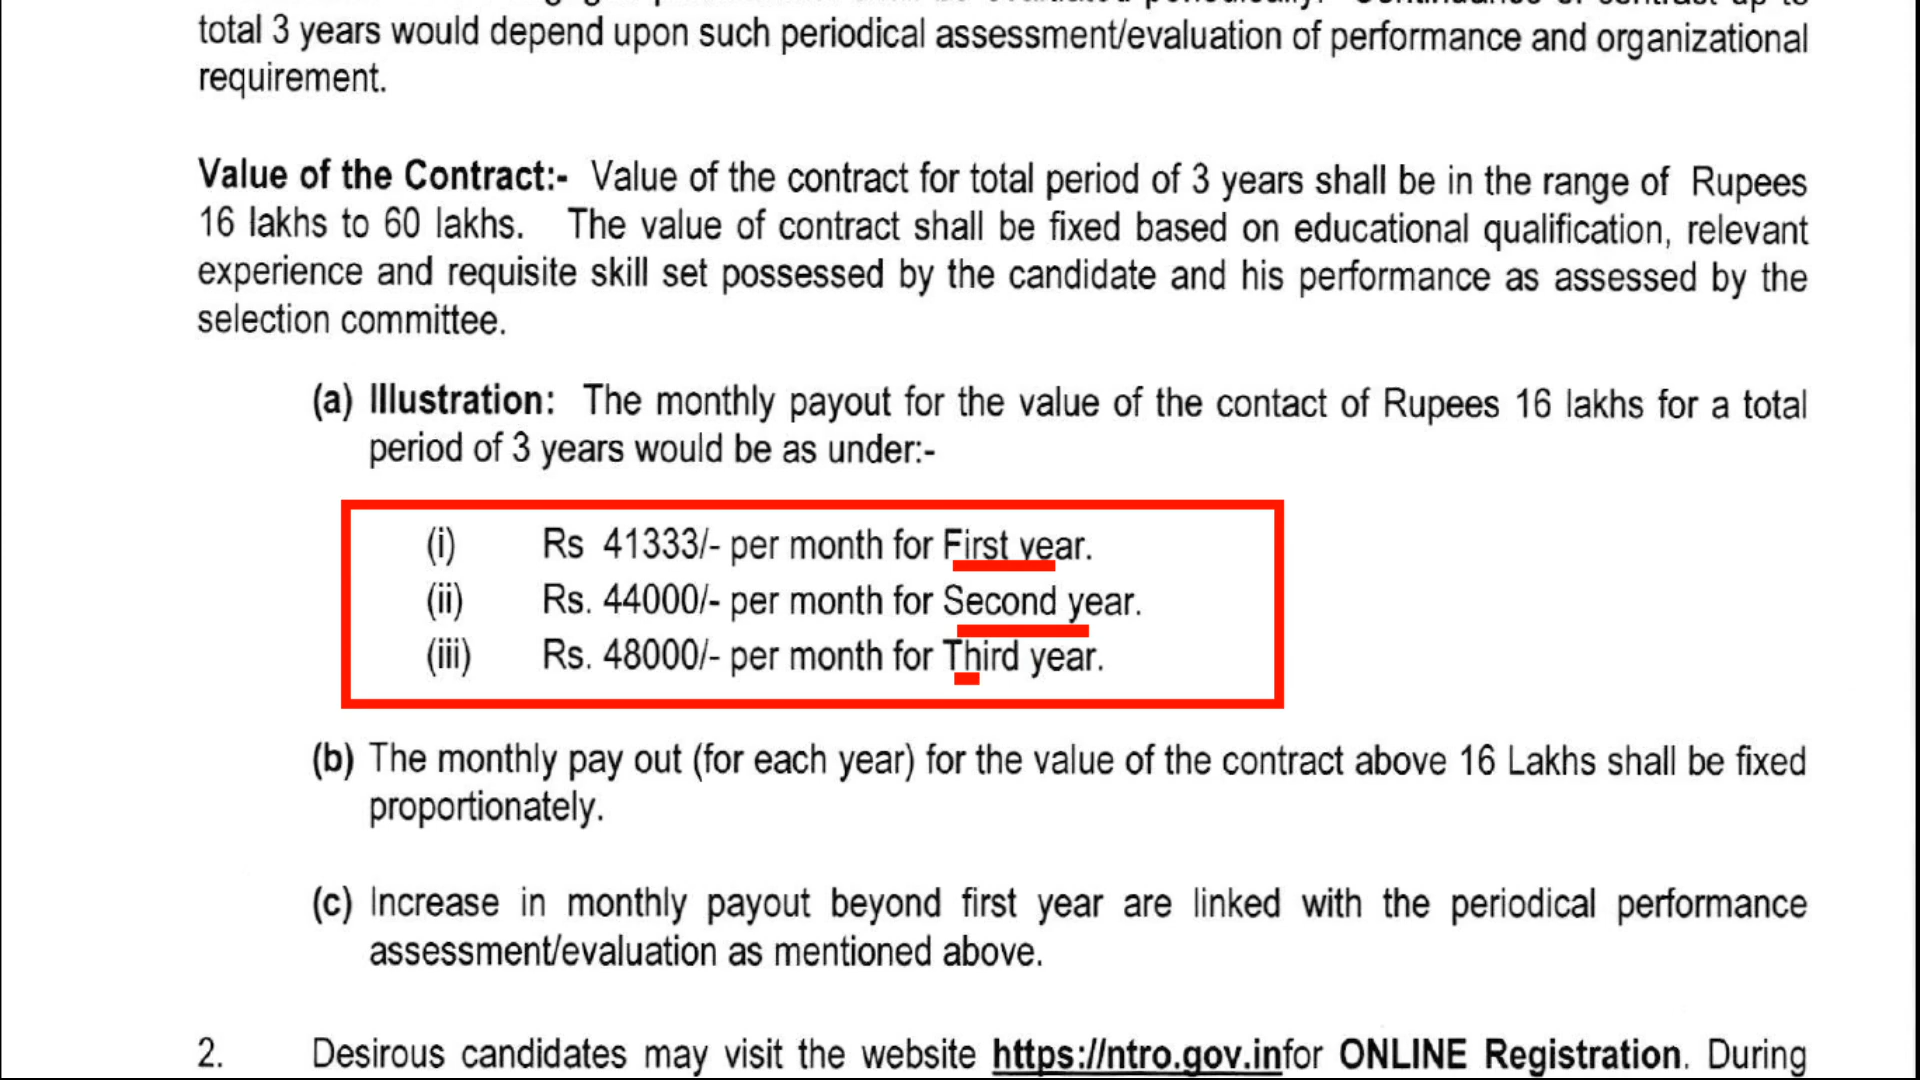 total 3 years would depend upon such periodical assessment/evaluation of performance and organizational
requirement.
Value of the Contract:- Value of the contract for total period of 3 years shall be in the range of Rupees
16 lakhs to 60 lakhs. The value of contract shall be fixed based on educational qualification, relevant
experience and requisite skill set possessed by the candidate and his performance as assessed by the
selection committee.
(a) Illustration: The monthly payout for the value of the contact of Rupees 16 lakhs for a total
period of 3 years would be as under:-
(i) Rs 41333/- per month for First year.
(ii) Rs. 44000/- per month for Second year.
(iii) Rs. 48000/- per month for Third year.
(b) The monthly pay out (for each year) for the value of the contract above 16 Lakhs shall be fixed
proportionately.
(c) Increase in monthly payout beyond first year are linked with the periodical performance
assessment/evaluation as mentioned above.
2. Desirous candidates may visit the website https://ntro.gov.infor ONLINE Registration. During